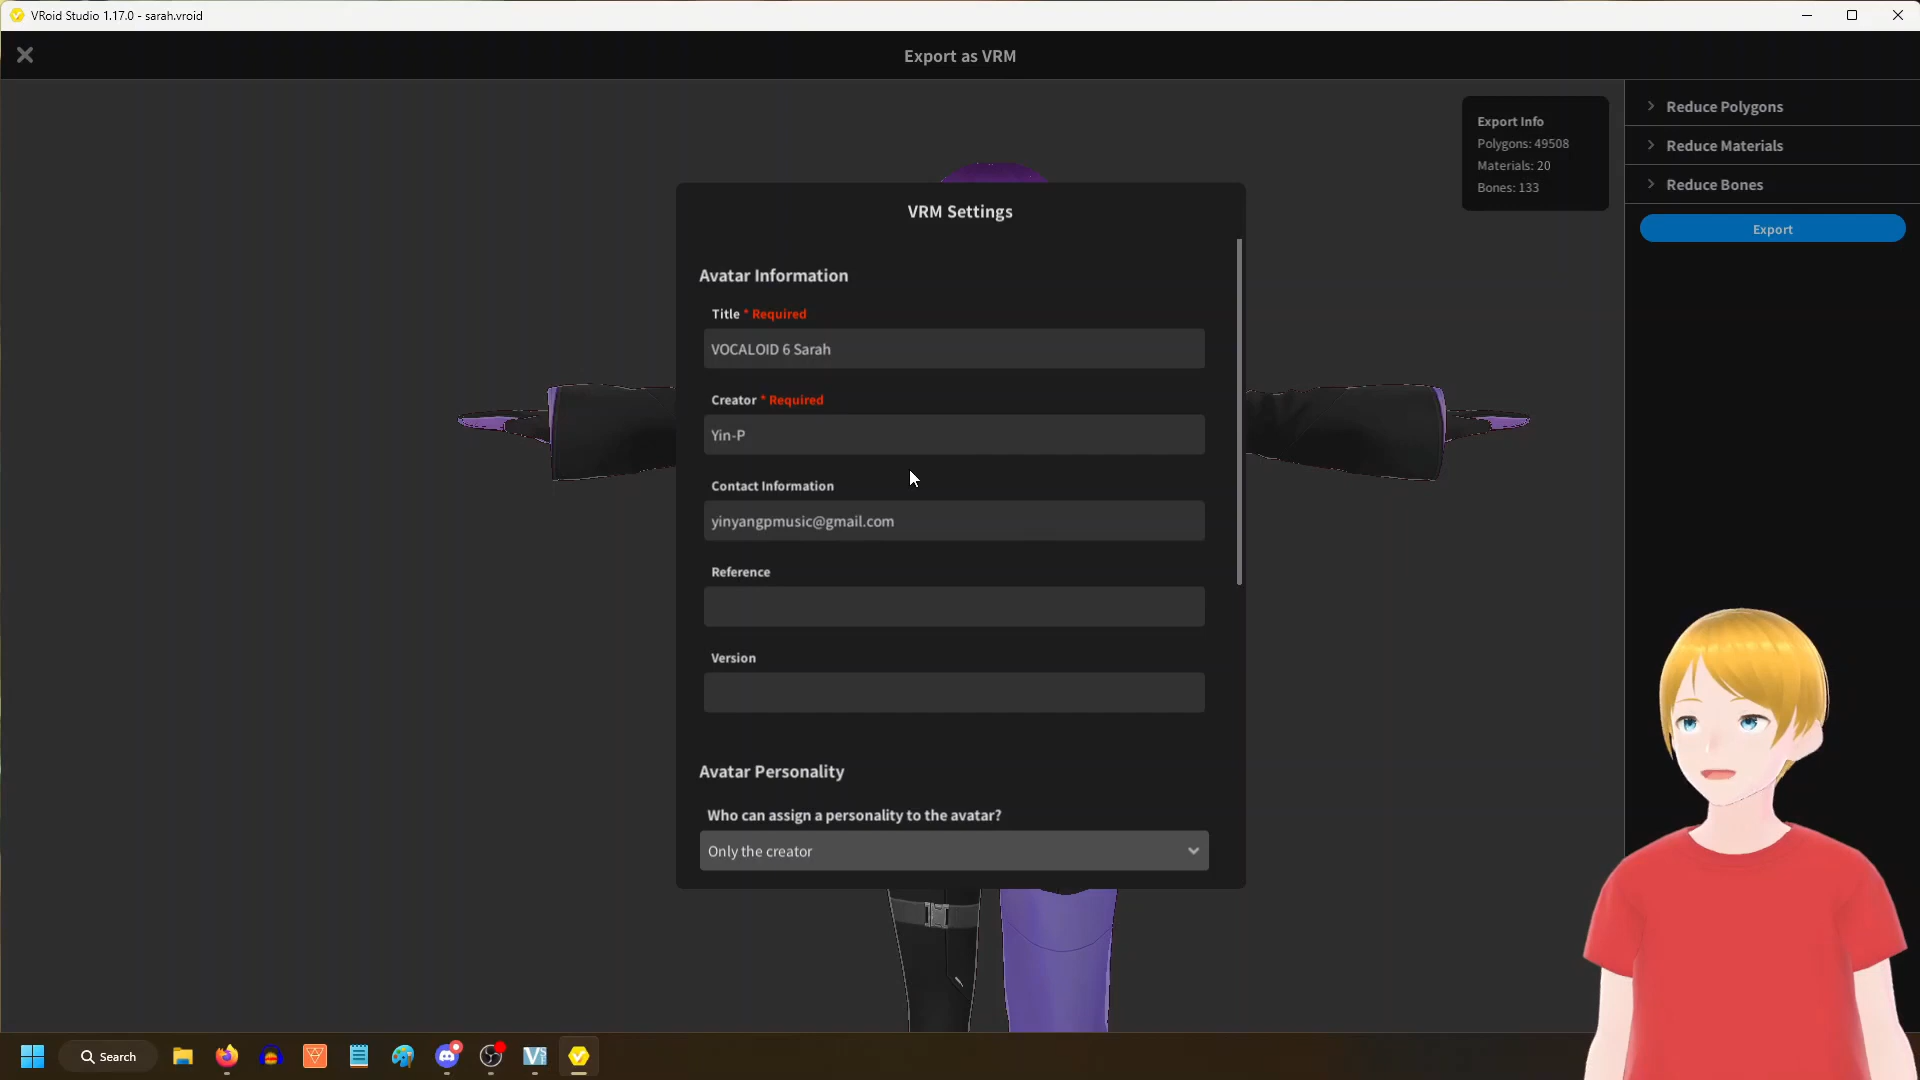 VRoid Studio 1.17.0 - sarah.vroid
Export as VRM
Export Info
Polygons: 49508
Materials: 20
Bones: 133
Reduce Polygons
Reduce Materials
Reduce Bones
Export
VRM Settings
Avatar Information
Title * Required
VOCALOID 6 Sarah
Creator * Required
Yin-P
Contact Information
yinyangpmusic@gmail.com
Reference
Version
Avatar Personality
Who can assign a personality to the avatar?
Only the creator
Search